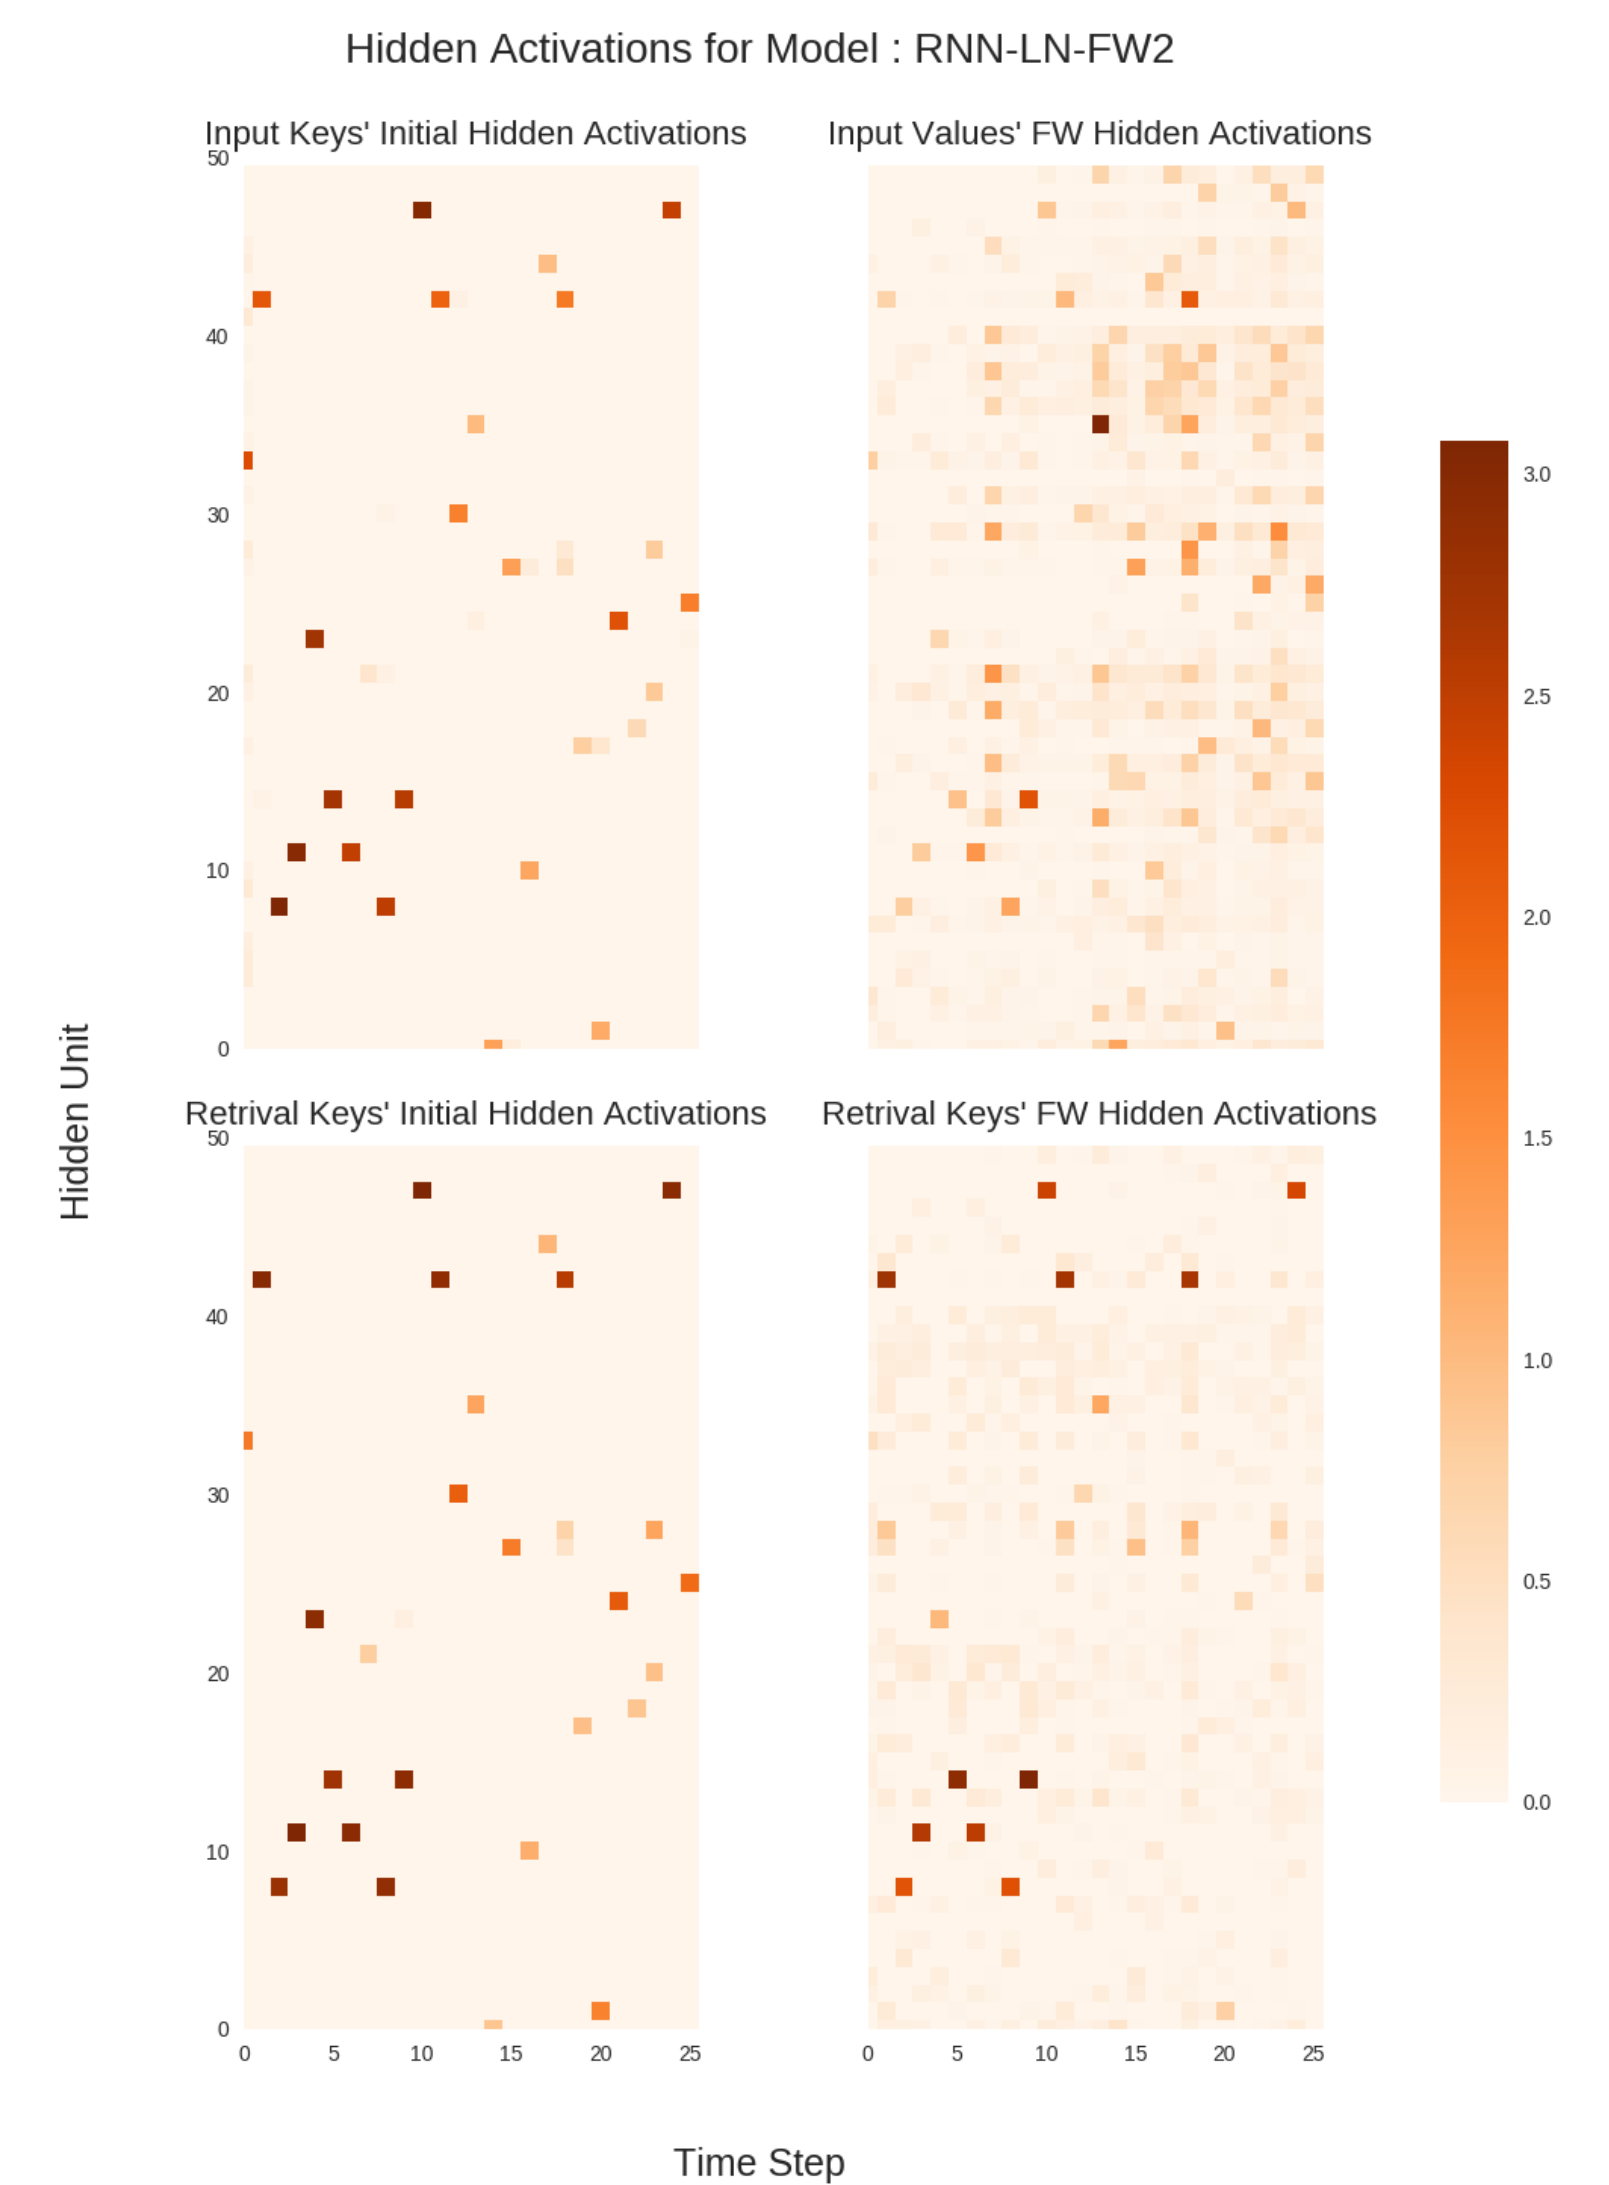 Hidden Activations for Model : RNN-LN-FW2
Input Keys' Initial Hidden Activations
Input Values' FW Hidden Activations
50
40
30
20
10
0
Retrival Keys' Initial Hidden Activations
Retrival Keys' FW Hidden Activations
50
40
30
20
10
0
0 5 10 15 20 25
0 5 10 15 20 25
Hidden Unit
Time Step
3.0
2.5
2.0
1.5
1.0
0.5
0.0